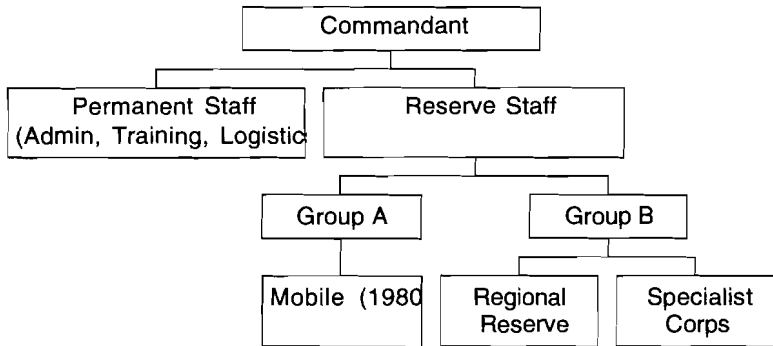 Commandant
Permanent Staff
(Admin, Training, Logistic
Reserve Staff
Group A
Group B
Mobile (1980
Regional
Reserve
Specialist
Corps